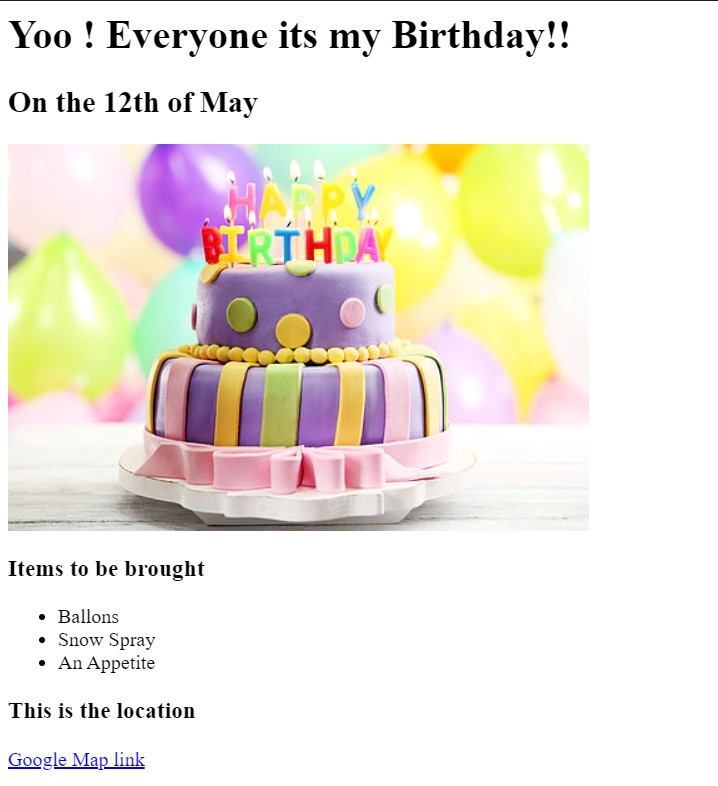 Yoo ! Everyone its my Birthday!!
On the 12th of May
HAPPY
BIRTHDAY
Items to be brought
Ballons
Snow Spray
An Appetite
This is the location
Google Map link